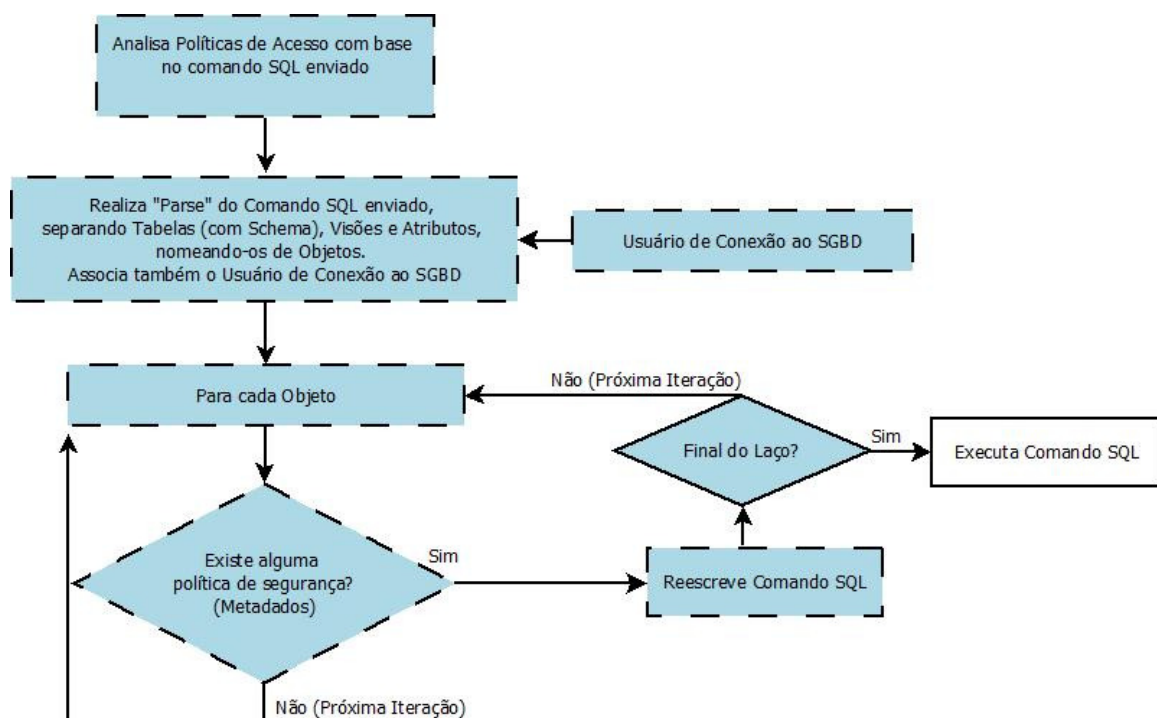 Analisa Políticas de Acesso com base
no comando SQL enviado
Realiza "Parse" do Comando SQL enviado,
separando Tabelas (com Schema), Visões e Atributos,
nomeando-os de Objetos.
Associa também o Usuário de Conexão ao SGBD
Usuário de Conexão ao SGBD
Para cada Objeto
Não (Próxima Iteração)
Final do Laço?
Sim
Executa Comando SQL
Existe alguma
política de segurança?
(Metadados)
Sim
Reescreve Comando SQL
Não (Próxima Iteração)